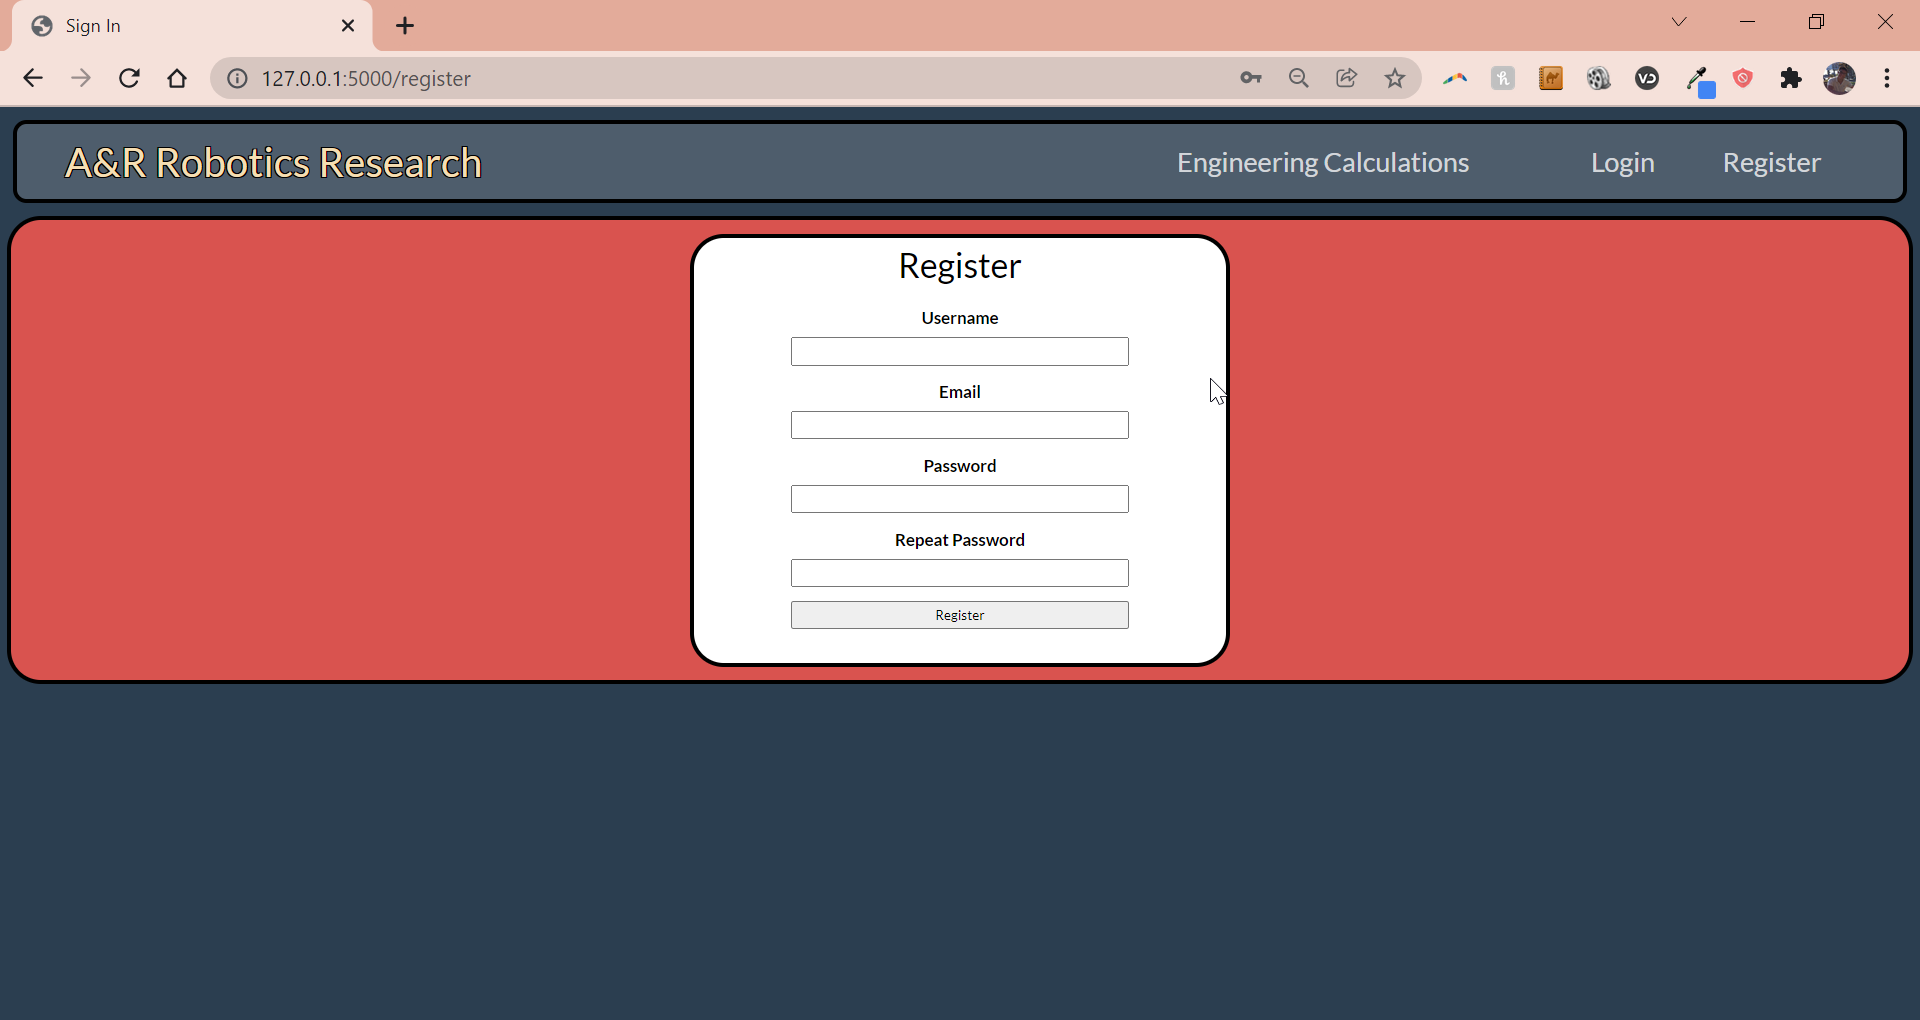 Sign In
127.0.0.1:5000/register
A&R Robotics Research
Engineering Calculations
Login
Register
Register
Username
Email
Password
Repeat Password
Register